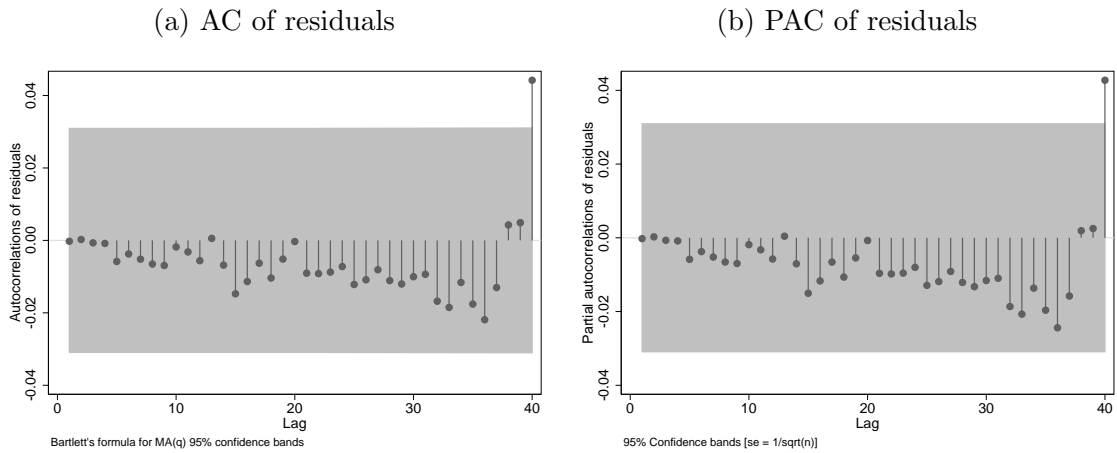 (a) AC of residuals
(b) PAC of residuals
Autocorrelations of residuals
0.04
0.02
0.00
-0.02
-0.04
0
10
20
30
40
Lag
Bartlett's formula for MA(q) 95% confidence bands
Partial autocorrelations of residuals
0.04
0.02
0.00
-0.02
-0.04
0
10
20
30
40
Lag
95% Confidence bands [se = 1/sqrt(n)]